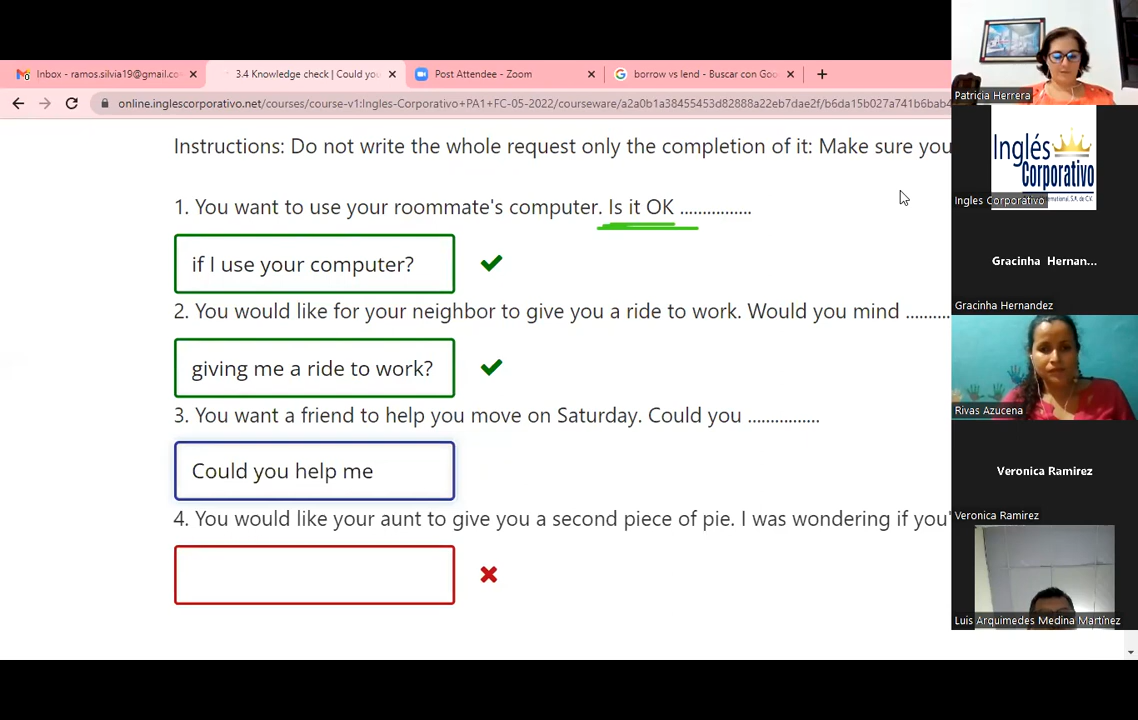 Inbox - ramos.silvia19@gmail.co
3.4 Knowledge check | Could you
Post Attendee - Zoom
borrow vs lend - Buscar con Goo
online.inglescorporativo.net/courses/course-v1:Ingles-Corporativo+PA1+FC-05-2022/courseware/a2a0b1a38455453d82888a22eb7dae2f/b6da15b027a741b6bab4
Instructions: Do not write the whole request only the completion of it: Make sure you
1. You want to use your roommate's computer. Is it OK ................
if I use your computer?
2. You would like for your neighbor to give you a ride to work. Would you mind ..........
giving me a ride to work?
3. You want a friend to help you move on Saturday. Could you ................
Could you help me
4. You would like your aunt to give you a second piece of pie. I was wondering if you'
Patricia Herrera
Inglés
Corporativo
Ingles Corporativo
Gracinha Hernan...
Gracinha Hernandez
Rivas Azucena
Veronica Ramirez
Veronica Ramirez
Luis Arquimedes Medina Martínez